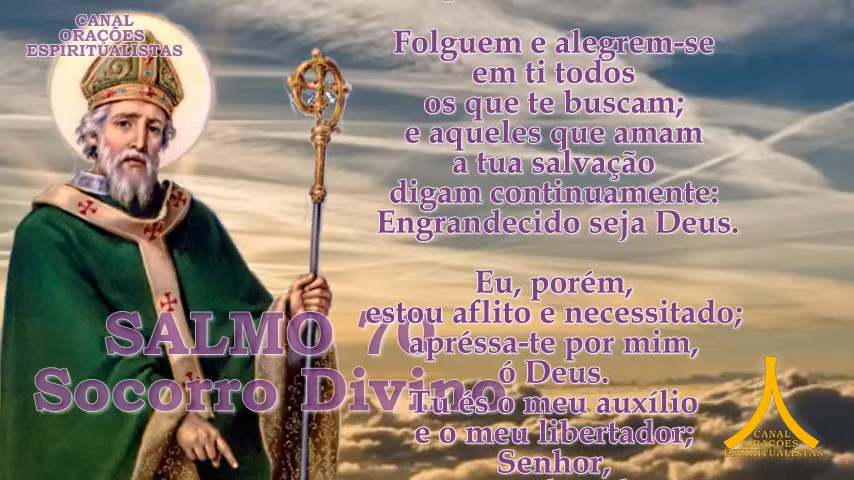 CANAL
ORAÇÕES
ESPIRITUALISTAS
Folguem e alegrem-se
em ti todos
os que te buscam;
e aqueles que amam
a tua salvação
digam continuamente:
Engrandecido seja Deus.
Eu, porém,
estou aflito e necessitado;
apréssa-te por mim,
ó Deus.
Tu és o meu auxílio
e o meu libertador;
Senhor,
SALMO 70
Socorro Divino
CANAL
ORAÇÕES
ESPIRITUALISTAS